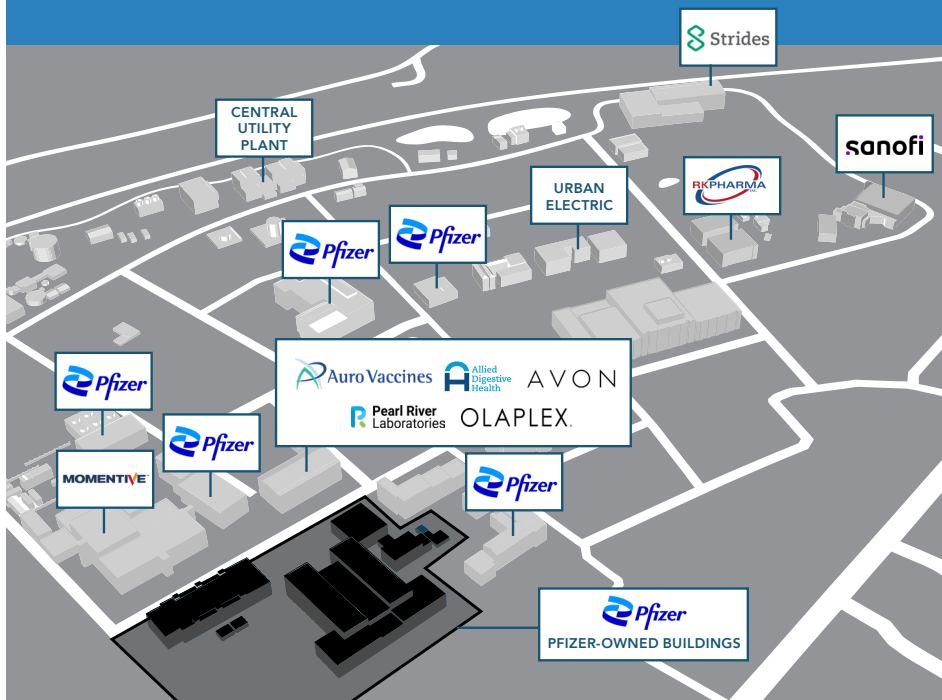 Strides
CENTRAL
UTILITY
PLANT
sanofi
RKPHARMA
INC.
URBAN
ELECTRIC
Pfizer
Pfizer
Auro Vaccines
Allied
Digestive
Health
AVON
Pearl River
Laboratories
OLAPLEX.
Pfizer
Pfizer
MOMENTIVE
Pfizer
Pfizer
PFIZER-OWNED BUILDINGS